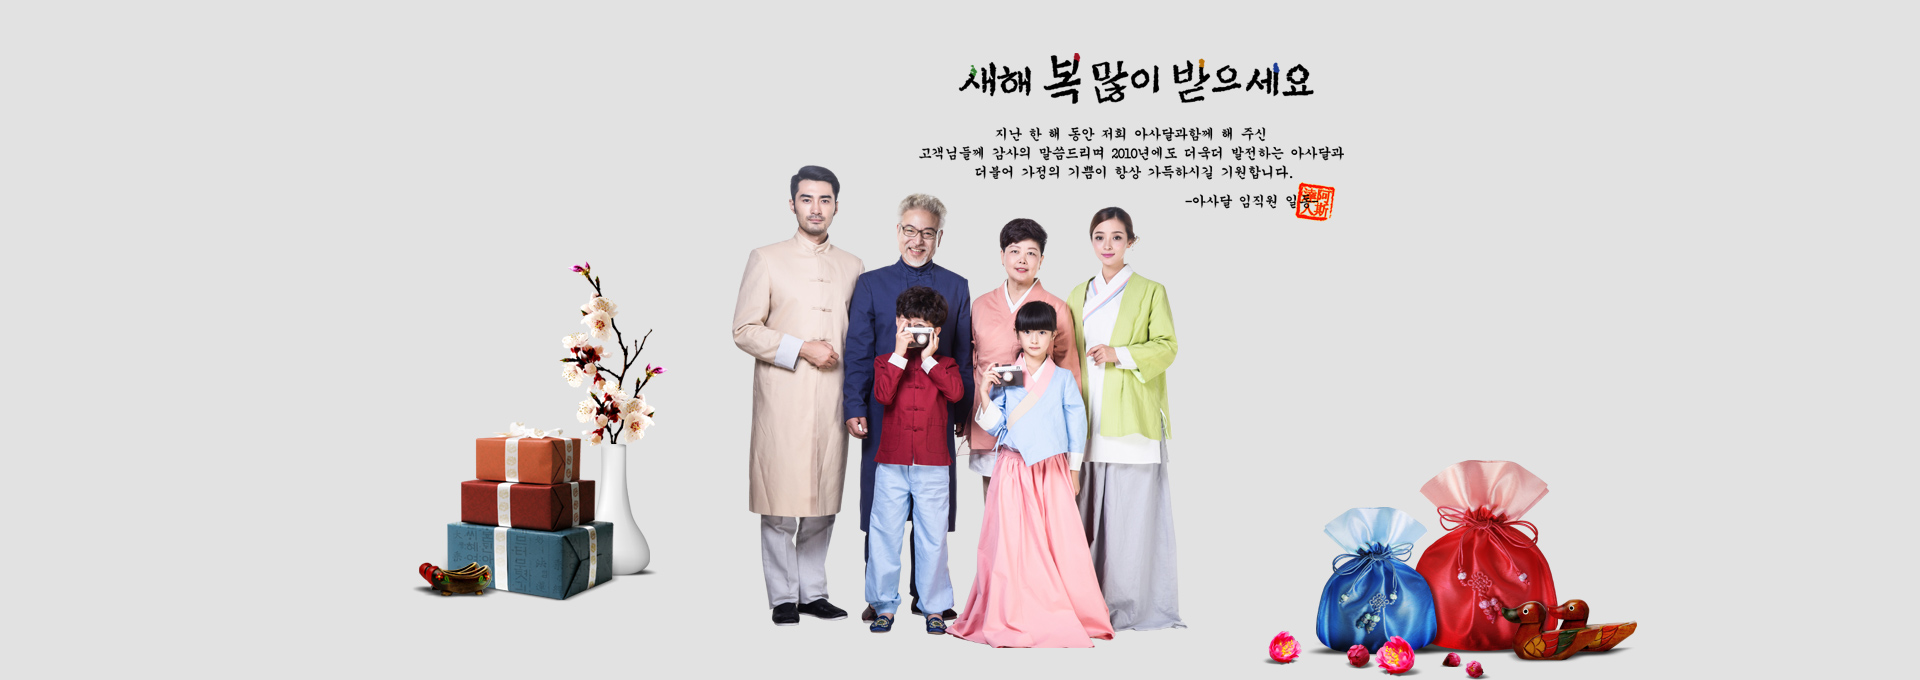 새해 복 많이 받으세요
지난 한 해 동안 저희 아사달과함께 해 주신
고객님들께 감사의 말씀드리며 2010년에도 더욱더 발전하는 아사달과
더불어 가정의 기쁨이 항상 가득하시길 기원합니다.
-아사달 임직원 일동-